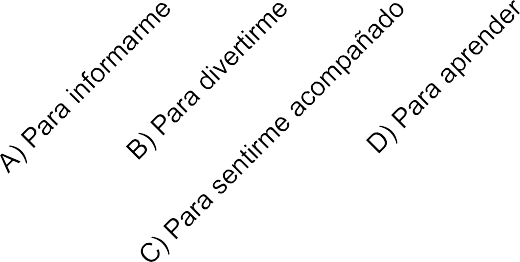 A) Para informarme
B) Para divertirme
C) Para sentirme acompañado
D) Para aprender